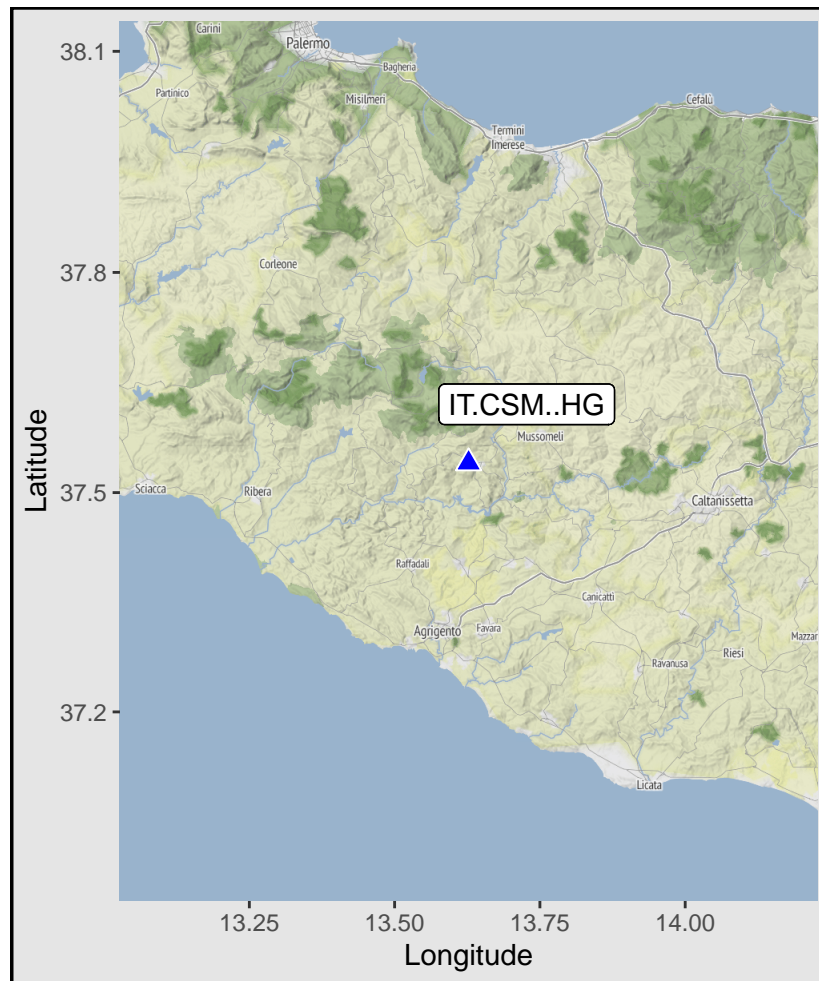 Carini
Palermo
38.1
Bagheria
Partinico
Misilmeri
Cefalù
Termini
Imerese
37.8
Corleone
IT.CSM..HG
Mussomeli
37.5
Sciacca
Ribera
Caltanissetta
Raffadali
Canicattì
Agrigento
Favara
Mazzar
Riesi
Ravanusa
37.2
Licata
Latitude
13.25
13.50
13.75
14.00
Longitude